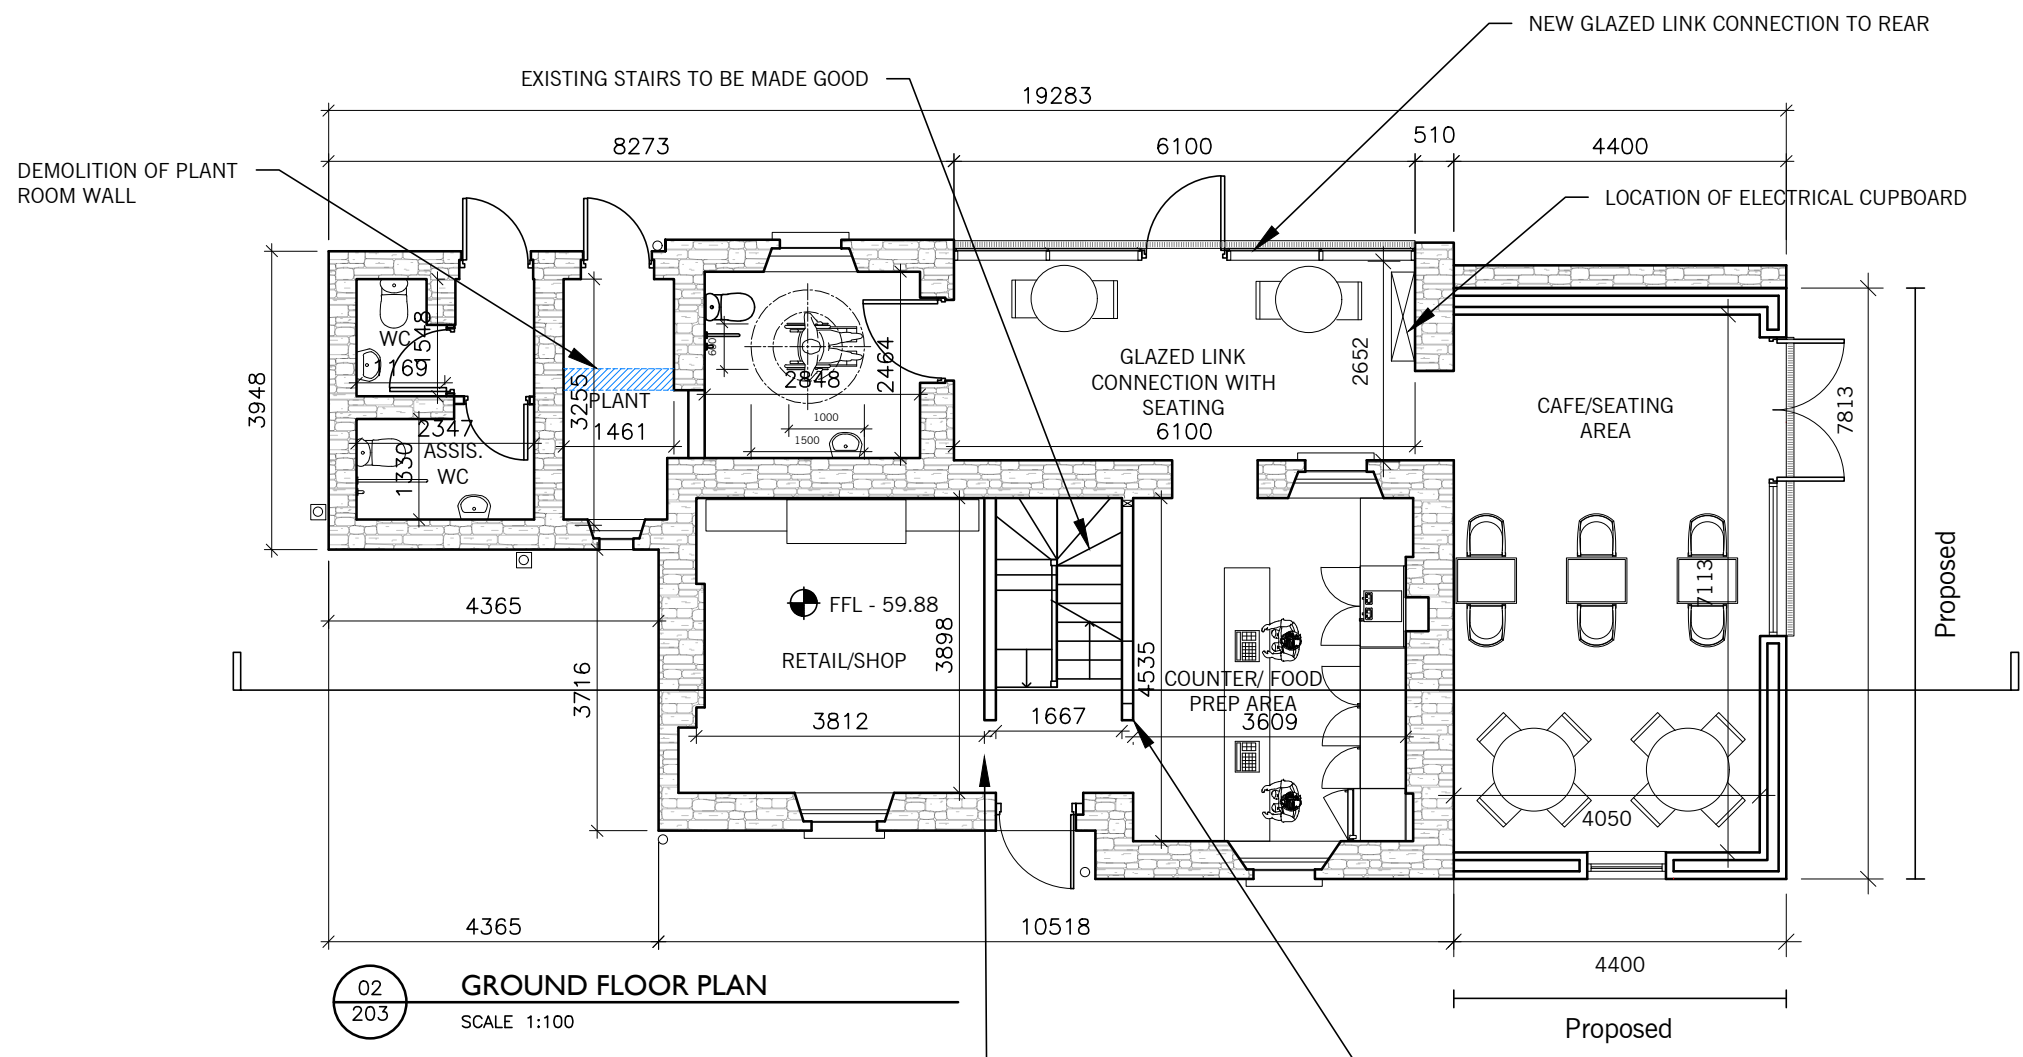 NEW GLAZED LINK CONNECTION TO REAR
EXISTING STAIRS TO BE MADE GOOD
19283
8273
6100
510
4400
DEMOLITION OF PLANT
ROOM WALL
LOCATION OF ELECTRICAL CUPBOARD
WC
1548
1169
3948
2347
ASSIS.
WC
1330
3255
PLANT
1461
600
2848
2464
1000
1500
GLAZED LINK
CONNECTION WITH
SEATING
6100
2652
CAFE/SEATING
AREA
7813
7113
4365
3716
FFL - 59.88
RETAIL/SHOP
3898
3812
1667
4535
COUNTER/ FOOD
PREP AREA
3609
4050
Proposed
4365
10518
4400
Proposed
02
203
GROUND FLOOR PLAN
SCALE 1:100